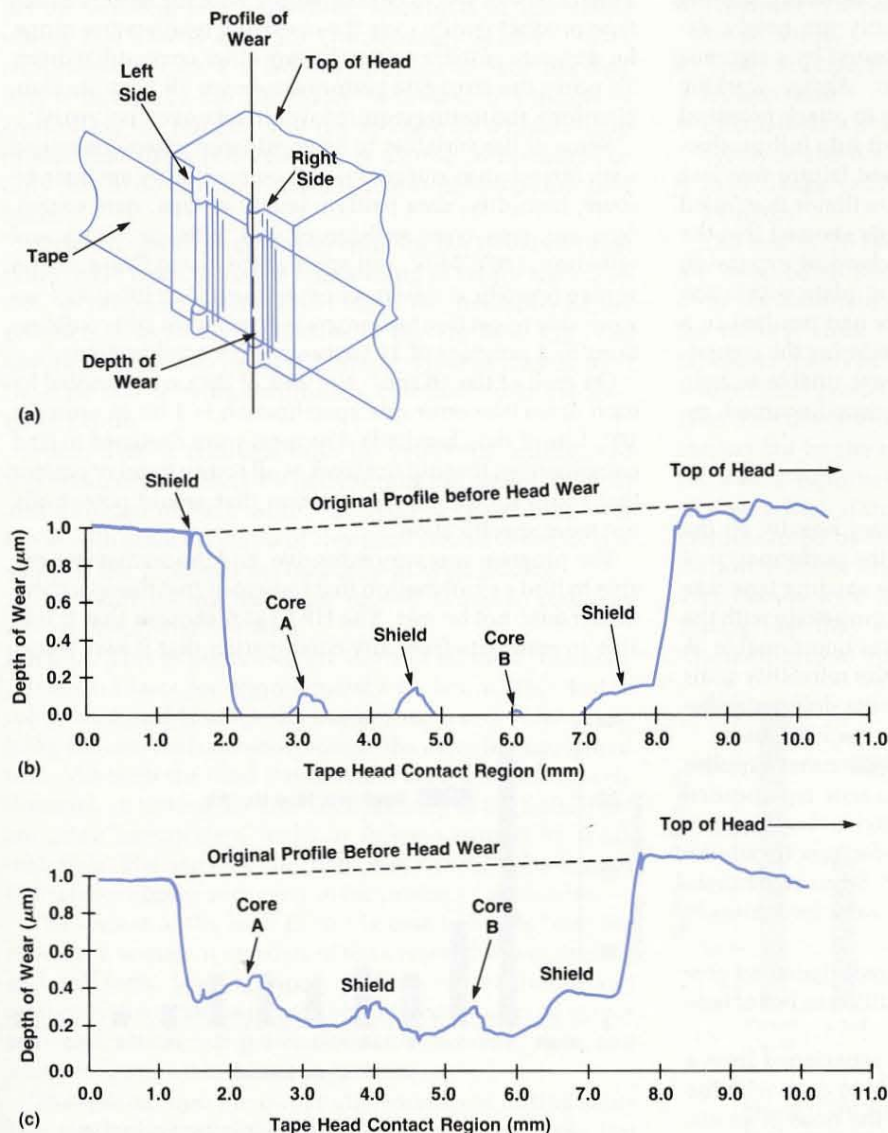 Profile of
Wear
Top of Head
Left
Side
Right
Side
Tape
Depth of
Wear
(a)
Top of Head
Shield
Original Profile before Head Wear
1.0
0.8
0.6
0.4
0.2
0.0
Depth of Wear (μm)
Core
A
Shield
Core
B
Shield
0.0 1.0 2.0 3.0 4.0 5.0 6.0 7.0 8.0 9.0 10.0 11.0
(b)
Tape Head Contact Region (mm)
Top of Head
Original Profile Before Head Wear
1.0
0.8
0.6
0.4
0.2
0.0
Depth of Wear (μm)
Core
A
Shield
Core
B
Shield
0.0 1.0 2.0 3.0 4.0 5.0 6.0 7.0 8.0 9.0 10.0 11.0
(c)
Tape Head Contact Region (mm)